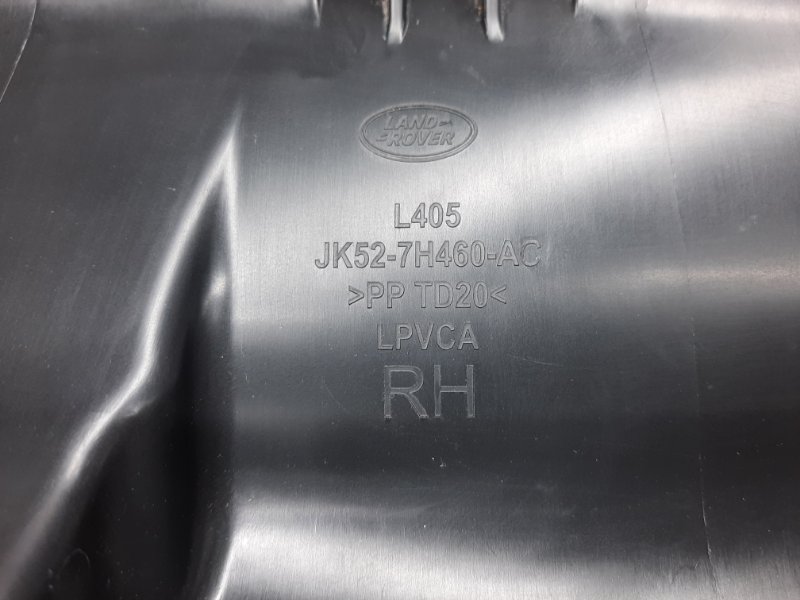 LAND-
ROVER
L405
JK52-7H460-AC
>PP TD20<
LPVCA
RH